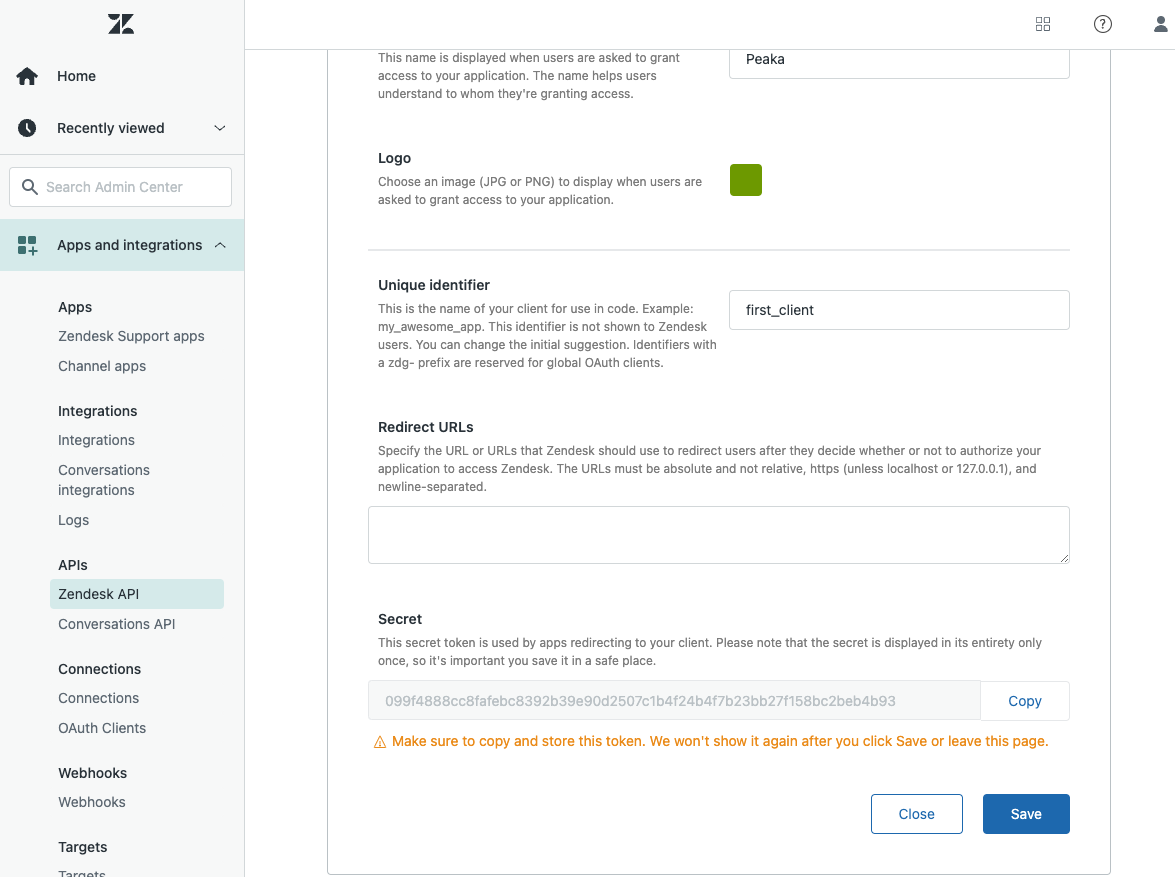 Home
Recently viewed
Search Admin Center
Apps and integrations
Apps
Zendesk Support apps
Channel apps
Integrations
Integrations
Conversations
integrations
Logs
APIs
Zendesk API
Conversations API
Connections
Connections
OAuth Clients
Webhooks
Webhooks
Targets
Targets
This name is displayed when users are asked to grant
access to your application. The name helps users
understand to whom they're granting access.
Peaka
Logo
Choose an image (JPG or PNG) to display when users are
asked to grant access to your application.
Unique identifier
This is the name of your client for use in code. Example:
my_awesome_app. This identifier is not shown to Zendesk
users. You can change the initial suggestion. Identifiers with
a zdg- prefix are reserved for global OAuth clients.
first_client
Redirect URLs
Specify the URL or URLs that Zendesk should use to redirect users after they decide whether or not to authorize your
application to access Zendesk. The URLs must be absolute and not relative, https (unless localhost or 127.0.0.1), and
newline-separated.
Secret
This secret token is used by apps redirecting to your client. Please note that the secret is displayed in its entirety only
once, so it's important you save it in a safe place.
099f4888cc8fafebc8392b39e90d2507c1b4f24b4f7b23bb27f158bc2beb4b93
Copy
Make sure to copy and store this token. We won't show it again after you click Save or leave this page.
Close
Save